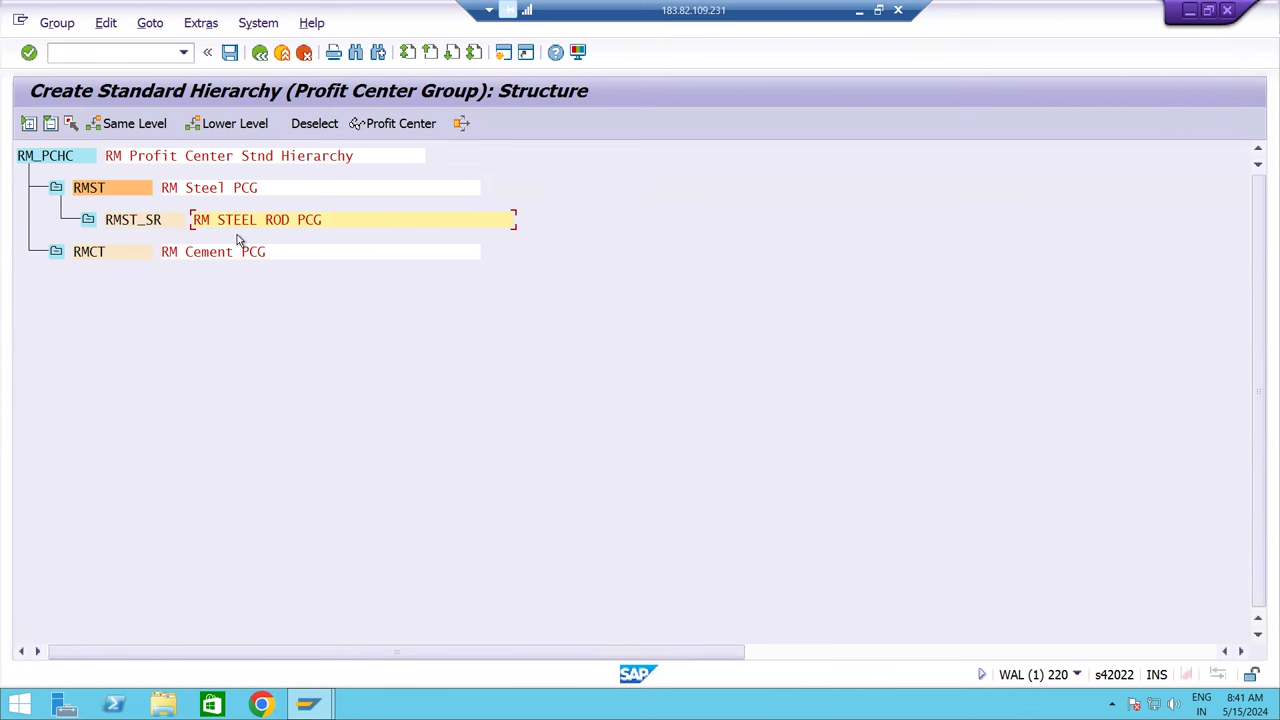 183.82.109.231
Group Edit Goto Extras System Help
Create Standard Hierarchy (Profit Center Group): Structure
Same Level Lower Level Deselect Profit Center
RM_PCHC RM Profit Center Stnd Hierarchy
RMST RM Steel PCG
RMST_SR RM STEEL ROD PCG
RMCT RM Cement PCG
SAP WAL (1) 220 s42022 INS
ENG 8:41 AM
IN 5/15/2024